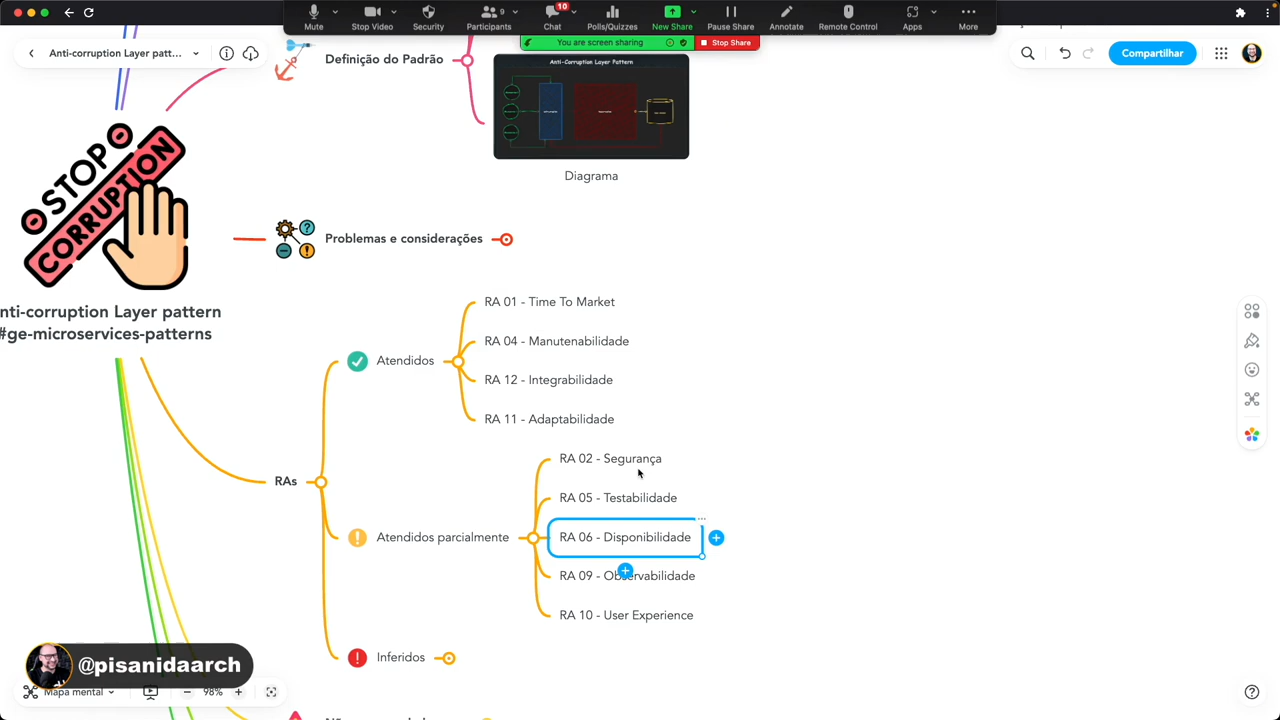 Mute
Stop Video
Security
Participants
9
Chat
10
Polls/Quizzes
New Share
Pause Share
Annotate
Remote Control
Apps
More
You are screen sharing
Stop Share
Anti-corruption Layer patt...
Compartilhar
Definição do Padrão
Anti-Corruption Layer Pattern
Diagrama
STOP
CORRUPTION
Problemas e considerações
nti-corruption Layer pattern
#ge-microservices-patterns
RA 01 - Time To Market
RA 04 - Manutenabilidade
Atendidos
RA 12 - Integrabilidade
RA 11 - Adaptabilidade
RA 02 - Segurança
RAs
RA 05 - Testabilidade
Atendidos parcialmente
RA 06 - Disponibilidade
RA 09 - Observabilidade
RA 10 - User Experience
Inferidos
@pisanidaarch
Mapa mental
98%